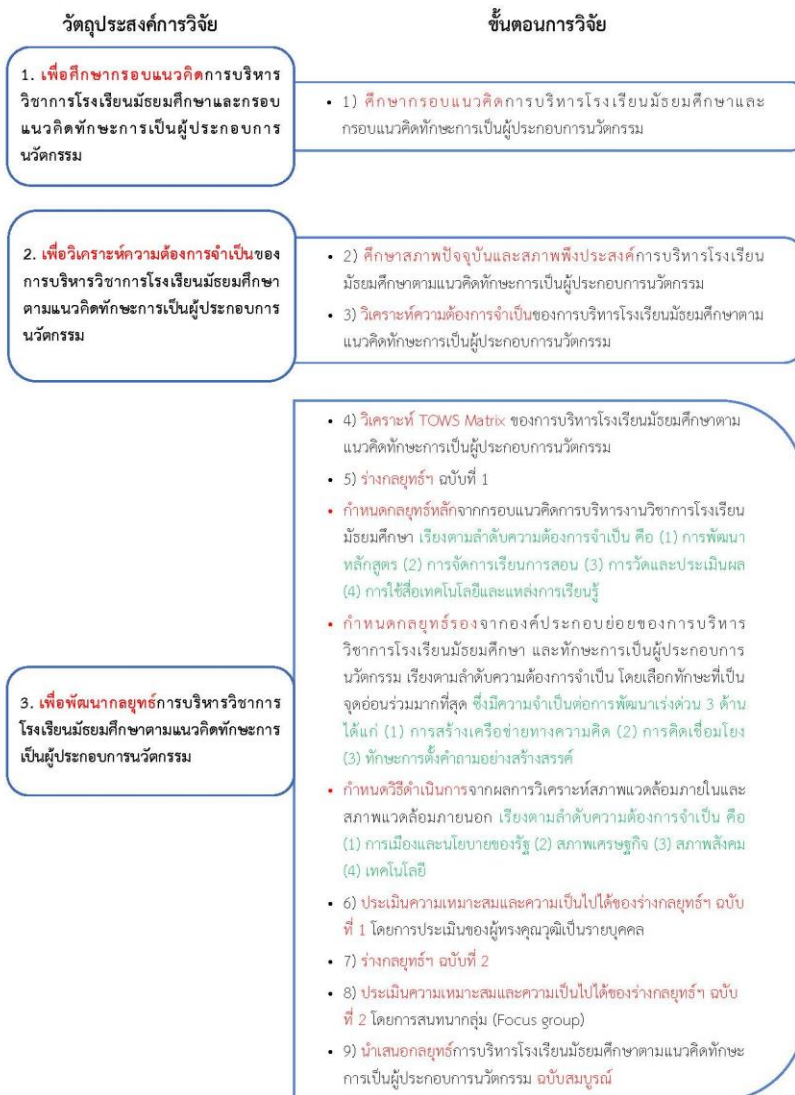 วัตถุประสงค์การวิจัย
ขั้นตอนการวิจัย
1. เพื่อศึกษากรอบแนวคิดการบริหาร
วิชาการโรงเรียนมัธยมศึกษาและกรอบ
แนวคิดทักษะการเป็นผู้ประกอบการ
นวัตกรรม
• 1) ศึกษากรอบแนวคิดการบริหารโรงเรียนมัธยมศึกษาและ
กรอบแนวคิดทักษะการเป็นผู้ประกอบการนวัตกรรม
2. เพื่อวิเคราะห์ความต้องการจำเป็นของ
การบริหารวิชาการโรงเรียนมัธยมศึกษา
ตามแนวคิดทักษะการเป็นผู้ประกอบการ
นวัตกรรม
• 2) ศึกษาสภาพปัจจุบันและสภาพพึงประสงค์การบริหารโรงเรียน
มัธยมศึกษาตามแนวคิดทักษะการเป็นผู้ประกอบการนวัตกรรม
• 3) วิเคราะห์ความต้องการจำเป็นของการบริหารโรงเรียนมัธยมศึกษาตาม
แนวคิดทักษะการเป็นผู้ประกอบการนวัตกรรม
3. เพื่อพัฒนากลยุทธ์การบริหารวิชาการ
โรงเรียนมัธยมศึกษาตามแนวคิดทักษะการ
เป็นผู้ประกอบการนวัตกรรม
• 4) วิเคราะห์ TOWS Matrix ของการบริหารโรงเรียนมัธยมศึกษาตาม
แนวคิดทักษะการเป็นผู้ประกอบการนวัตกรรม
• 5) ร่างกลยุทธ์ฯ ฉบับที่ 1
• กำหนดกลยุทธ์หลักจากกรอบแนวคิดการบริหารงานวิชาการโรงเรียน
มัธยมศึกษา เรียงตามลำดับความต้องการจำเป็น คือ (1) การพัฒนา
หลักสูตร (2) การจัดการเรียนการสอน (3) การวัดและประเมินผล
(4) การใช้สื่อเทคโนโลยีและแหล่งการเรียนรู้
• กำหนดกลยุทธ์รองจากองค์ประกอบย่อยของการบริหาร
วิชาการโรงเรียนมัธยมศึกษา และทักษะการเป็นผู้ประกอบการ
นวัตกรรม เรียงตามลำดับความต้องการจำเป็น โดยเลือกทักษะที่เป็น
จุดอ่อนร่วมมากที่สุด ซึ่งมีความจำเป็นต่อการพัฒนาเร่งด่วน 3 ด้าน
ได้แก่ (1) การสร้างเครือข่ายทางความคิด (2) การคิดเชื่อมโยง
(3) ทักษะการตั้งคำถามอย่างสร้างสรรค์
• กำหนดวิธีดำเนินการจากผลการวิเคราะห์สภาพแวดล้อมภายในและ
สภาพแวดล้อมภายนอก เรียงตามลำดับความต้องการจำเป็น คือ
(1) การเมืองและนโยบายของรัฐ (2) สภาพเศรษฐกิจ (3) สภาพสังคม
(4) เทคโนโลยี
• 6) ประเมินความเหมาะสมและความเป็นไปได้ของร่างกลยุทธ์ฯ ฉบับ
ที่ 1 โดยการประเมินของผู้ทรงคุณวุฒิเป็นรายบุคคล
• 7) ร่างกลยุทธ์ฯ ฉบับที่ 2
• 8) ประเมินความเหมาะสมและความเป็นไปได้ของร่างกลยุทธ์ฯ ฉบับ
ที่ 2 โดยการสนทนากลุ่ม (Focus group)
• 9) นำเสนอกลยุทธ์การบริหารโรงเรียนมัธยมศึกษาตามแนวคิดทักษะ
การเป็นผู้ประกอบการนวัตกรรม ฉบับสมบูรณ์